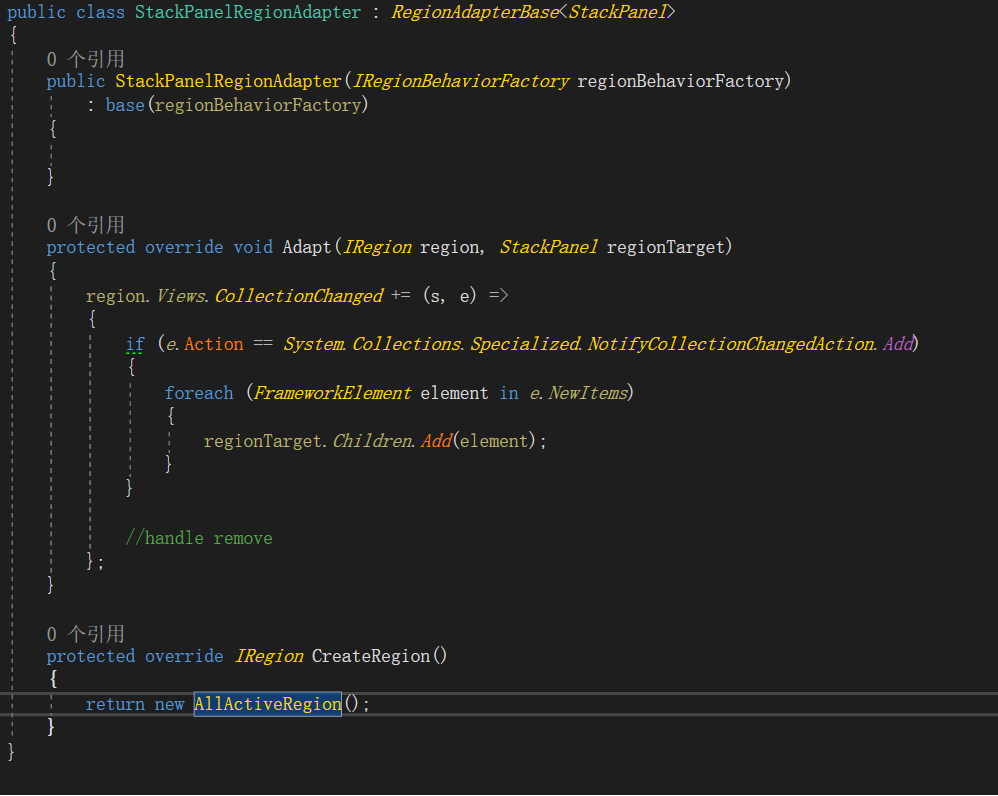 public class StackPanelRegionAdapter : RegionAdapterBase<StackPanel>
{
0 个引用
public StackPanelRegionAdapter(IRegionBehaviorFactory regionBehaviorFactory)
: base(regionBehaviorFactory)
{
}
0 个引用
protected override void Adapt(IRegion region, StackPanel regionTarget)
{
region.Views.CollectionChanged += (s, e) =>
{
if (e.Action == System.Collections.Specialized.NotifyCollectionChangedAction.Add)
{
foreach (FrameworkElement element in e.NewItems)
{
regionTarget.Children.Add(element);
}
}
//handle remove
};
}
0 个引用
protected override IRegion CreateRegion()
{
return new AllActiveRegion();
}
}